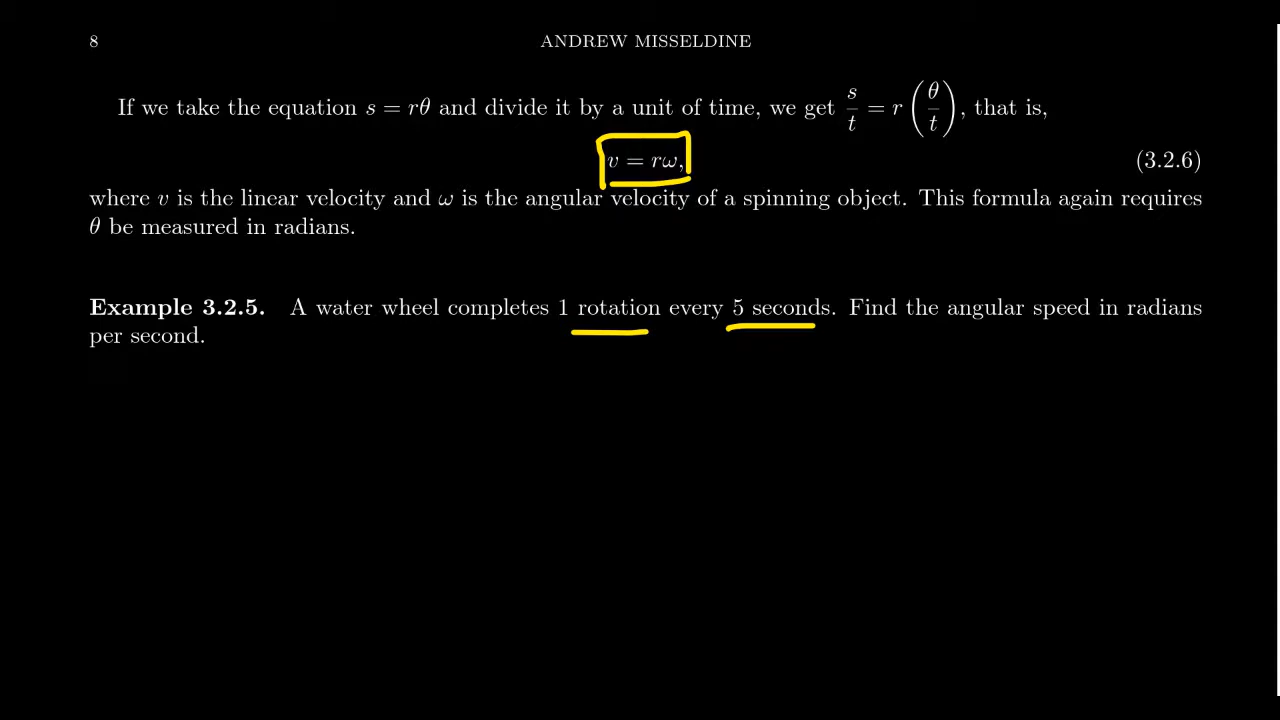 8 ANDREW MISSELDINE
If we take the equation s = rθ and divide it by a unit of time, we get s/t = r (θ/t), that is,
v = rω, (3.2.6)
where v is the linear velocity and ω is the angular velocity of a spinning object. This formula again requires
θ be measured in radians.
Example 3.2.5. A water wheel completes 1 rotation every 5 seconds. Find the angular speed in radians
per second.